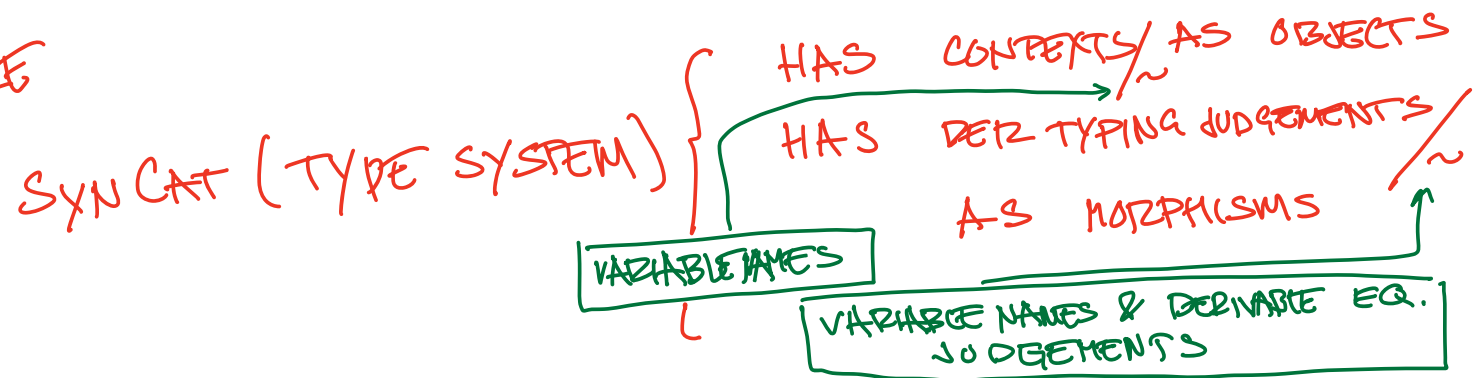 E
HAS CONTEXTS/~ AS OBJECTS
HAS DER TYPING JUDGEMENTS/~
SYN CAT (TYPE SYSTEM) {
AS MORPHISMS
VARIABLE NAMES
VARIABLE NAMES & DERIVABLE EQ.
JUDGEMENTS